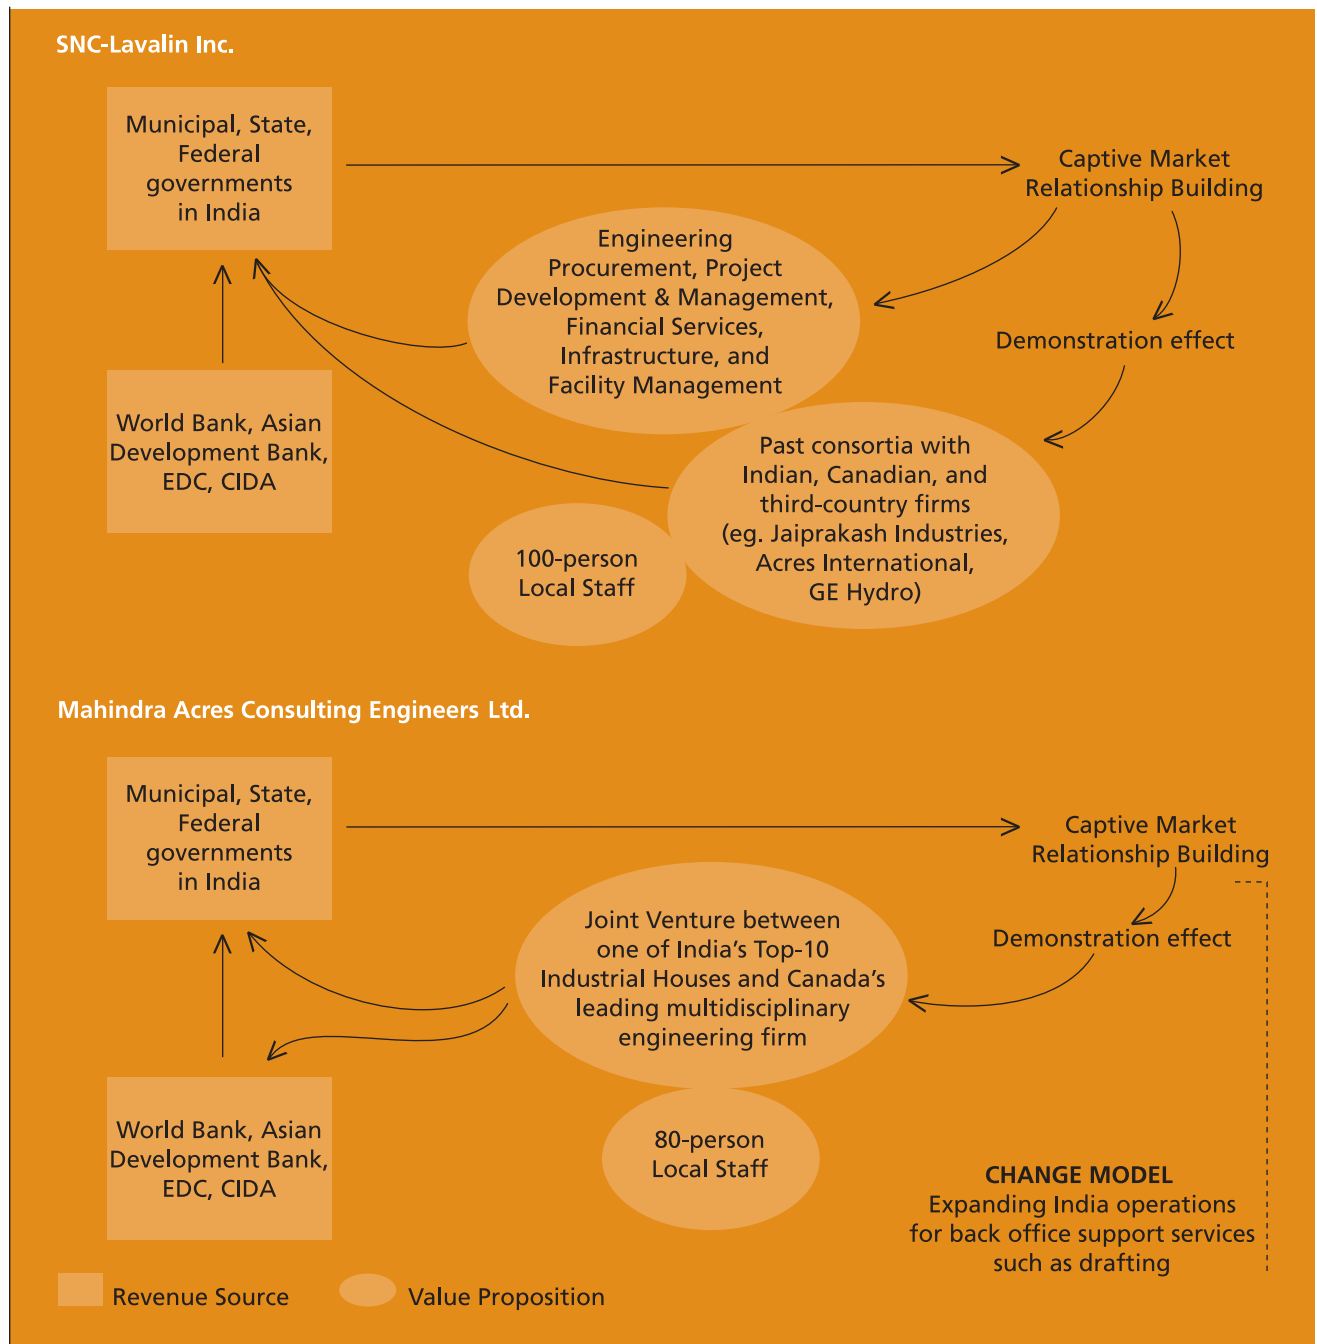 SNC-Lavalin Inc.
Municipal, State,
Federal
governments
in India
Captive Market
Relationship Building
Engineering
Procurement, Project
Development & Management,
Financial Services,
Infrastructure, and
Facility Management
Demonstration effect
World Bank, Asian
Development Bank,
EDC, CIDA
Past consortia with
Indian, Canadian, and
third-country firms
(eg. Jaiprakash Industries,
Acres International,
GE Hydro)
100-person
Local Staff
Mahindra Acres Consulting Engineers Ltd.
Municipal, State,
Federal
governments
in India
Captive Market
Relationship Building
Joint Venture between
one of India's Top-10
Industrial Houses and Canada's
leading multidisciplinary
engineering firm
Demonstration effect
World Bank, Asian
Development Bank,
EDC, CIDA
80-person
Local Staff
CHANGE MODEL
Expanding India operations
for back office support services
such as drafting
Revenue Source
Value Proposition